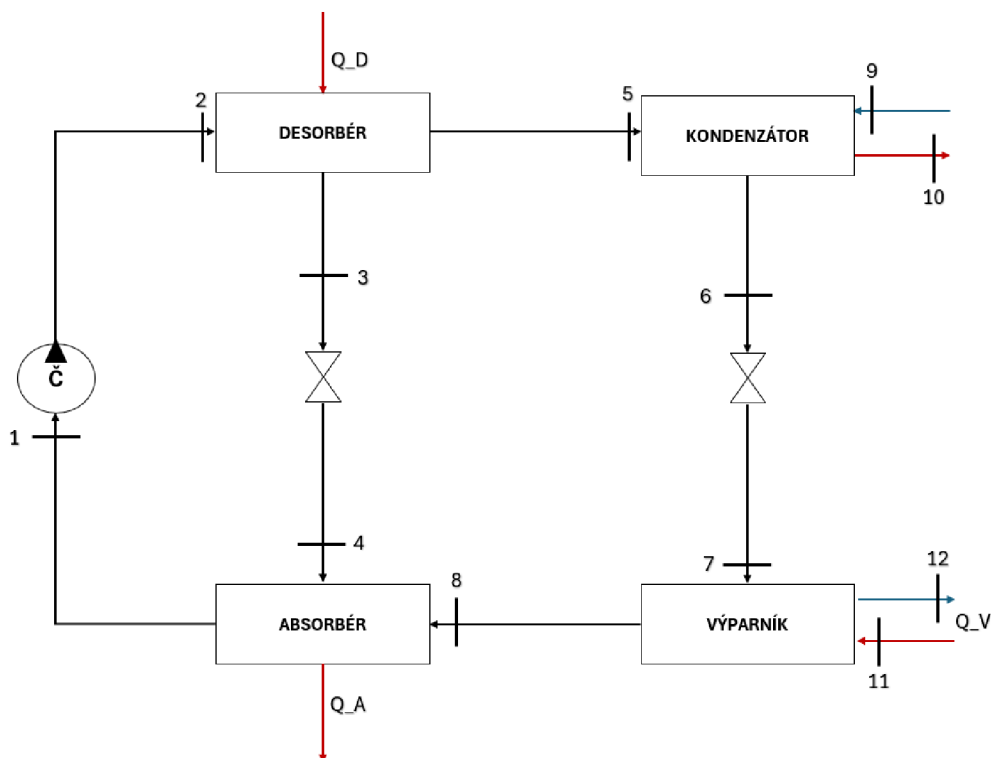 Q_D
9
2
5
DESORBÉR
KONDENZÁTOR
10
3
6
Č
1
4
7
12
8
ABSORBÉR
VÝPARNÍK
Q_V
11
Q_A